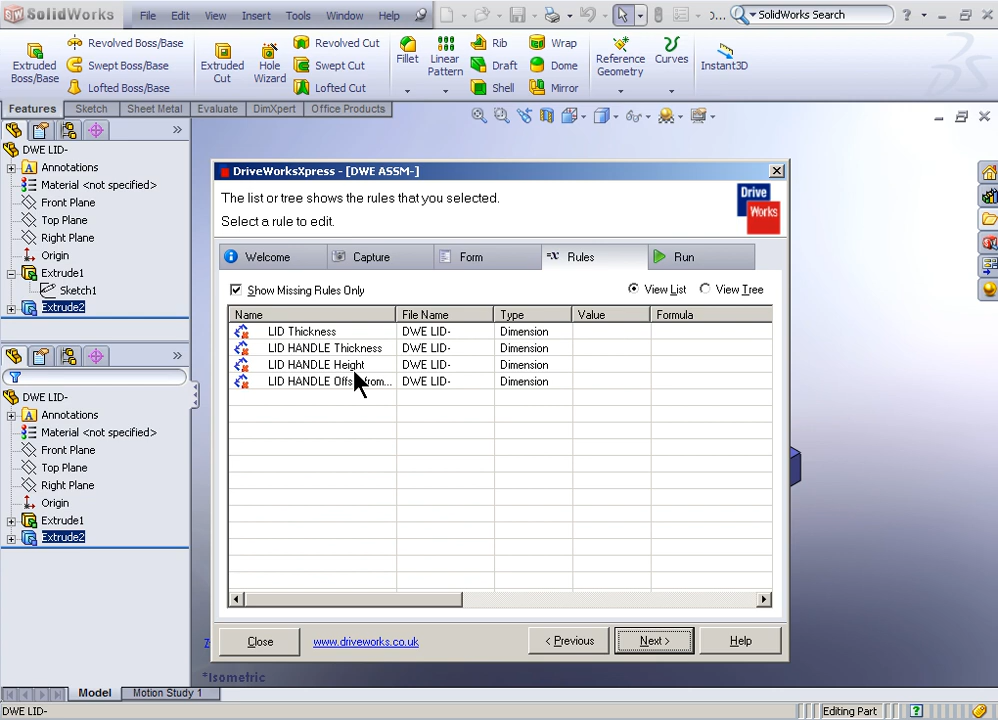 SolidWorks File Edit View Insert Tools Window Help SolidWorks Search
Extruded Boss/Base
Revolved Boss/Base
Swept Boss/Base
Lofted Boss/Base
Extruded Cut
Hole Wizard
Revolved Cut
Swept Cut
Lofted Cut
Fillet
Linear Pattern
Rib
Draft
Shell
Wrap
Dome
Mirror
Reference Geometry
Curves
Instant3D
Features Sketch Sheet Metal Evaluate DimXpert Office Products
DWE LID-
Annotations
Material <not specified>
Front Plane
Top Plane
Right Plane
Origin
Extrude1
Sketch1
Extrude2
DWE LID-
Annotations
Material <not specified>
Front Plane
Top Plane
Right Plane
Origin
Extrude1
Extrude2
DriveWorksXpress - [DWE ASSM-]
The list or tree shows the rules that you selected.
Select a rule to edit.
Drive Works
Welcome Capture Form Rules Run
Show Missing Rules Only View List View Tree
Name File Name Type Value Formula
LID Thickness DWE LID- Dimension
LID HANDLE Thickness DWE LID- Dimension
LID HANDLE Height DWE LID- Dimension
LID HANDLE DWE LID- Dimension
Close www.driveworks.co.uk < Previous Next > Help
*Isometric
Model Motion Study 1
DWE LID- Editing Part